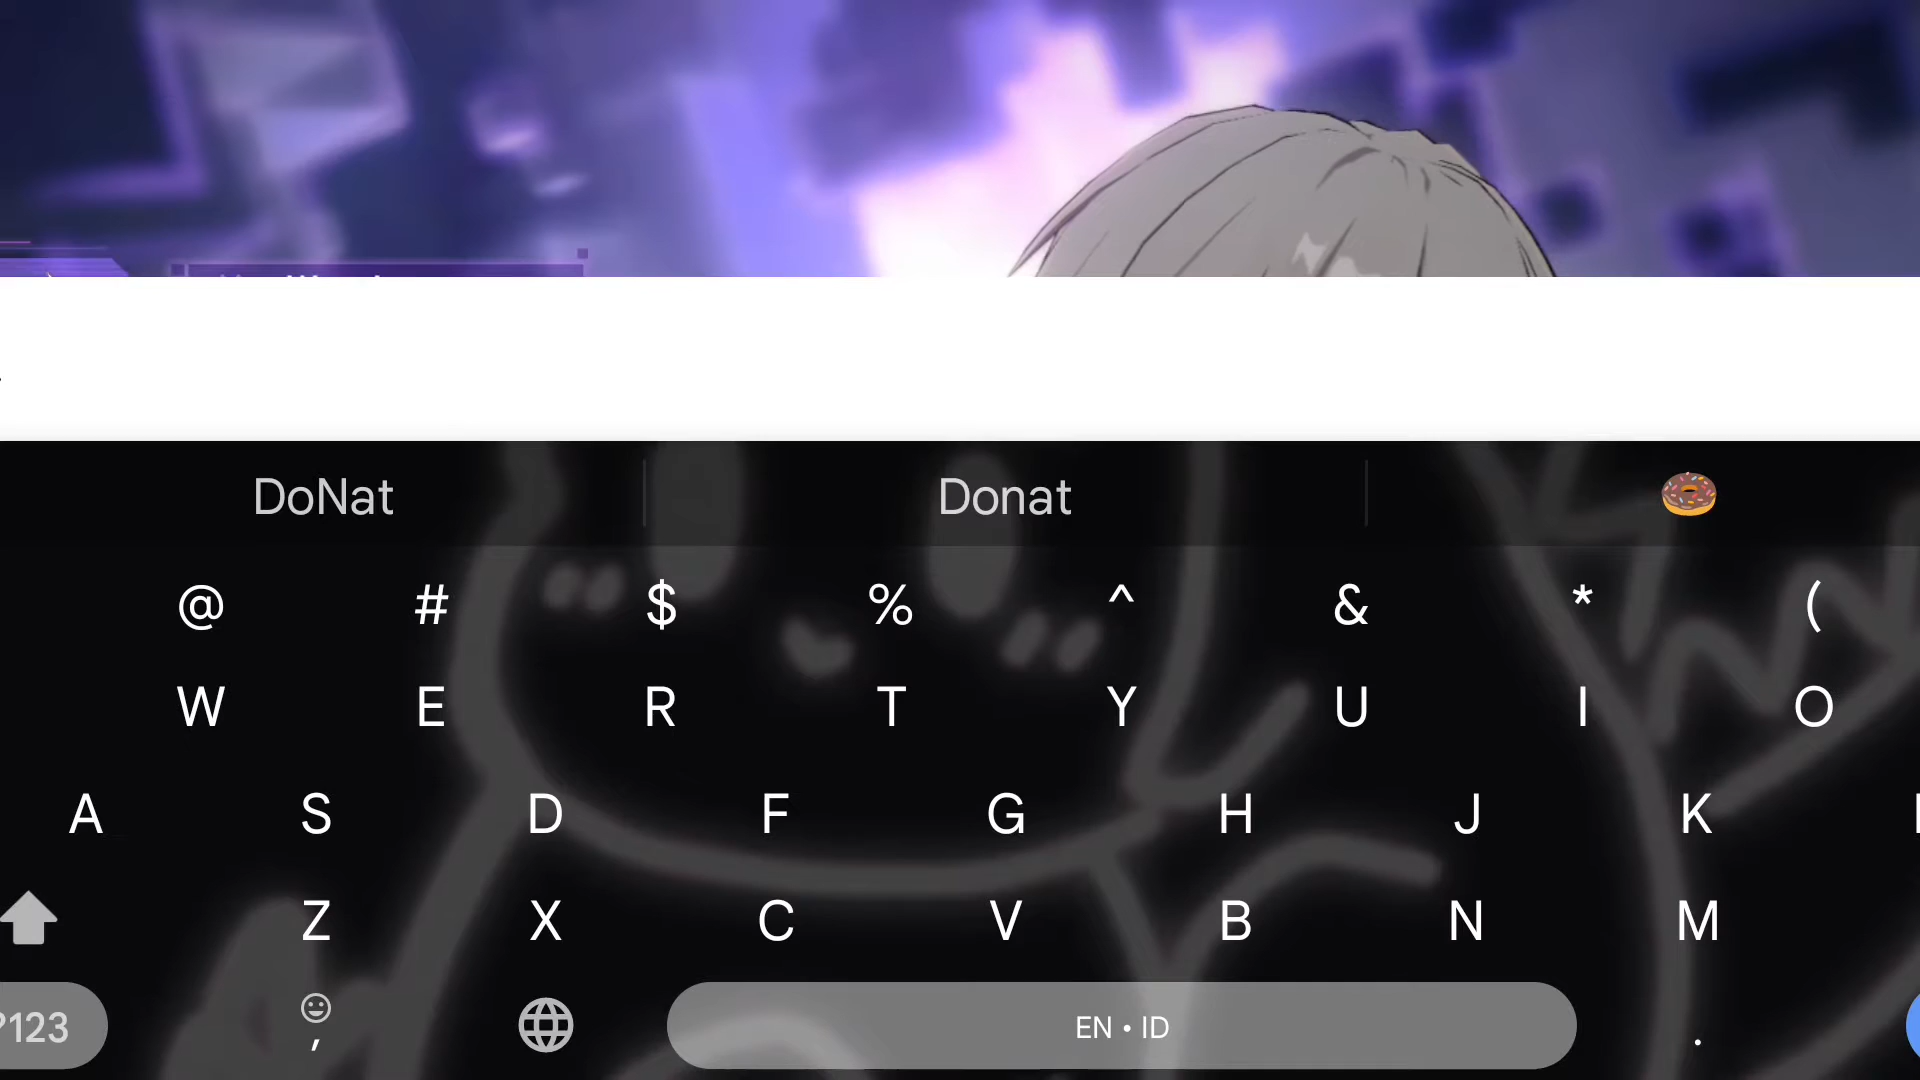 DoNat Donat
@ # $ % ^ & * (
W E R T Y U I O
A S D F G H J K
Z X C V B N M
?123 , EN • ID .